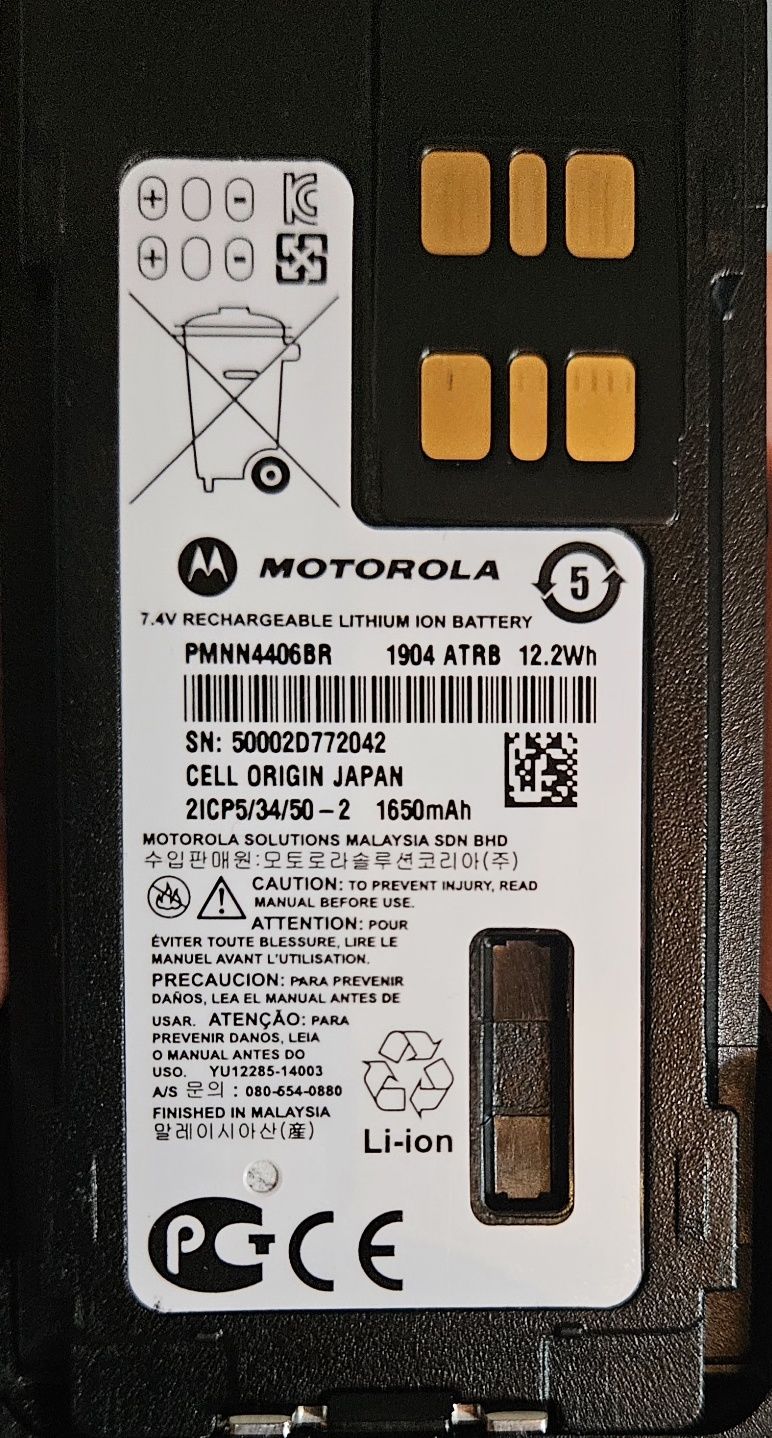 MOTOROLA
5
7.4V RECHARGEABLE LITHIUM ION BATTERY
PMNN4406BR 1904 ATRB 12.2Wh
SN: 50002D772042
CELL ORIGIN JAPAN
2ICP5/34/50-2 1650mAh
MOTOROLA SOLUTIONS MALAYSIA SDN BHD
수입판매원:모토로라솔루션코리아(주)
CAUTION: TO PREVENT INJURY, READ
MANUAL BEFORE USE.
ATTENTION: POUR
ÉVITER TOUTE BLESSURE, LIRE LE
MANUEL AVANT L'UTILISATION.
PRECAUCION: PARA PREVENIR
DAÑOS, LEA EL MANUAL ANTES DE
USAR. ATENÇÃO: PARA
PREVENIR DANOS, LEIA
O MANUAL ANTES DO
USO. YU12285-14003
A/S 문의 : 080-554-0880
FINISHED IN MALAYSIA
말레이시아산(産)
Li-ion
CE